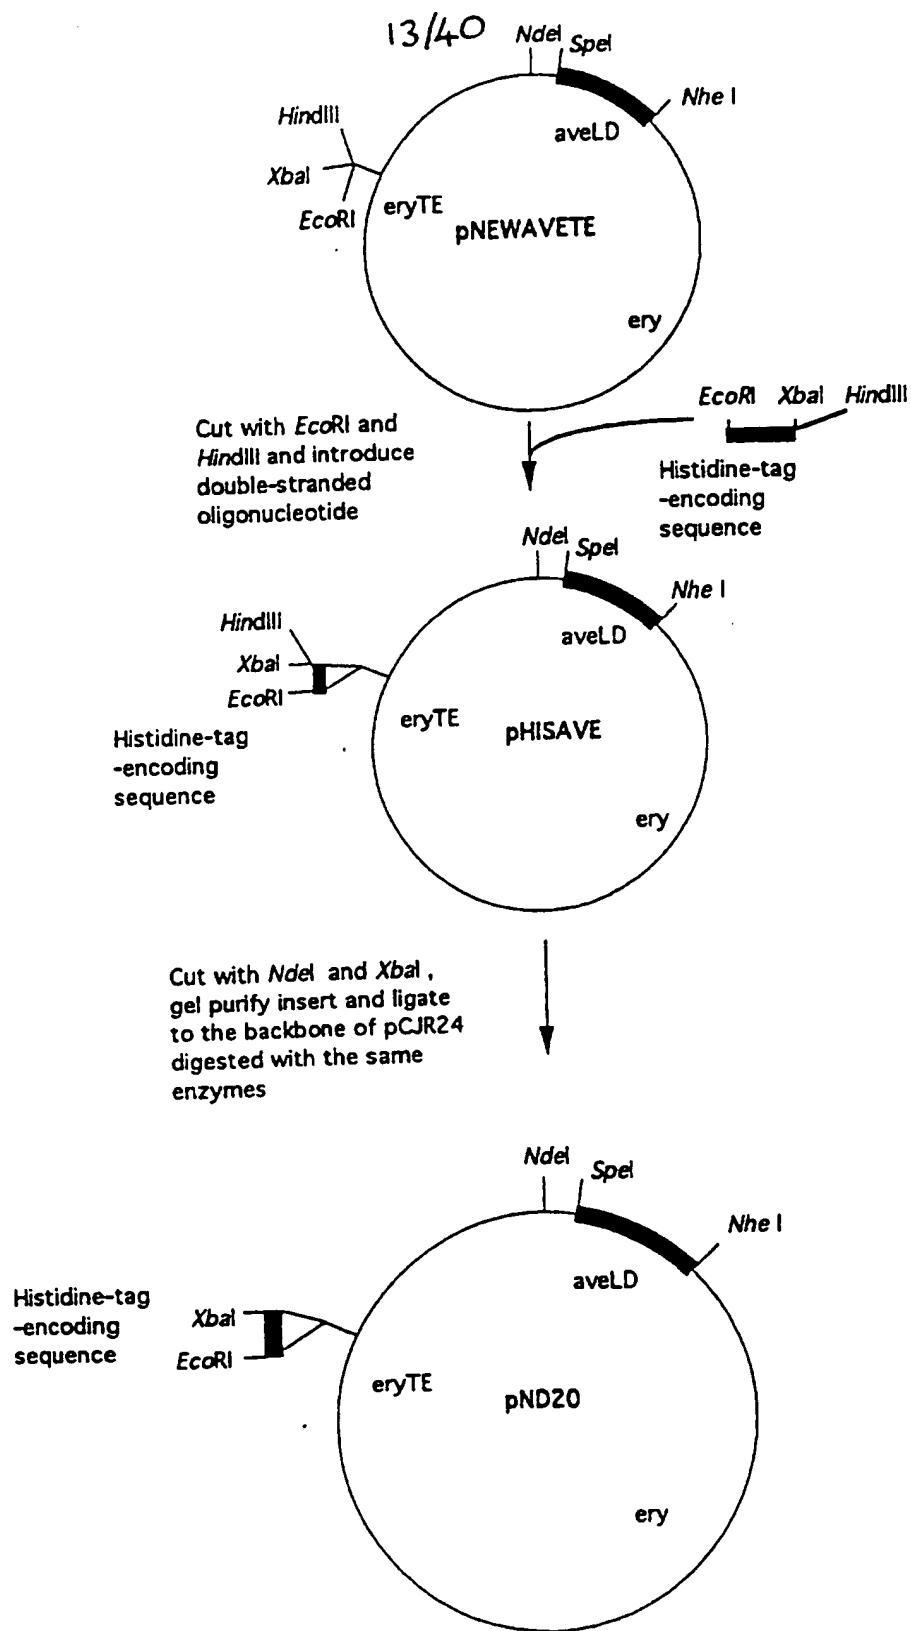 13/40
NdeI
SpeI
HindIII
Nhe I
aveLD
XbaI
EcoRI
eryTE
pNEWAVETE
ery
EcoRI XbaI HindIII
Cut with EcoRI and
HindIII and introduce
double-stranded
oligonucleotide
Histidine-tag
-encoding
sequence
NdeI
SpeI
Nhe I
HindIII
aveLD
XbaI
EcoRI
eryTE
pHISAVE
Histidine-tag
-encoding
sequence
ery
Cut with NdeI and XbaI,
gel purify insert and ligate
to the backbone of pCJR24
digested with the same
enzymes
NdeI
SpeI
Nhe I
aveLD
Histidine-tag
-encoding
sequence
XbaI
EcoRI
eryTE
pND20
ery